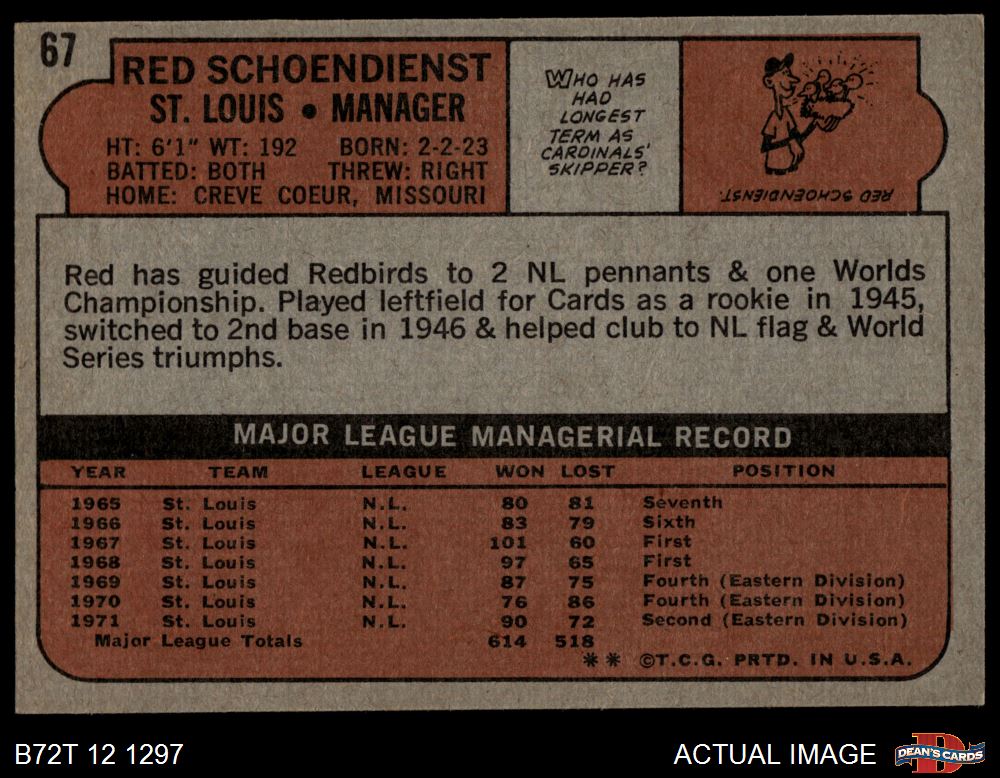 67
RED SCHOENDIENST
ST. LOUIS • MANAGER
HT: 6'1" WT: 192 BORN: 2-2-23
BATTED: BOTH THREW: RIGHT
HOME: CREVE COEUR, MISSOURI
WHO HAS
HAD
LONGEST
TERM AS
CARDINALS'
SKIPPER?
RED SCHOENDIENST.
Red has guided Redbirds to 2 NL pennants & one Worlds
Championship. Played leftfield for Cards as a rookie in 1945,
switched to 2nd base in 1946 & helped club to NL flag & World
Series triumphs.
MAJOR LEAGUE MANAGERIAL RECORD
YEAR TEAM LEAGUE WON LOST POSITION
1965 St. Louis N.L. 80 81 Seventh
1966 St. Louis N.L. 83 79 Sixth
1967 St. Louis N.L. 101 60 First
1968 St. Louis N.L. 97 65 First
1969 St. Louis N.L. 87 75 Fourth (Eastern Division)
1970 St. Louis N.L. 76 86 Fourth (Eastern Division)
1971 St. Louis N.L. 90 72 Second (Eastern Division)
Major League Totals 614 518
** ©T.C.G. PRTD. IN U.S.A.
B72T 12 1297
ACTUAL IMAGE
DEAN'S CARDS